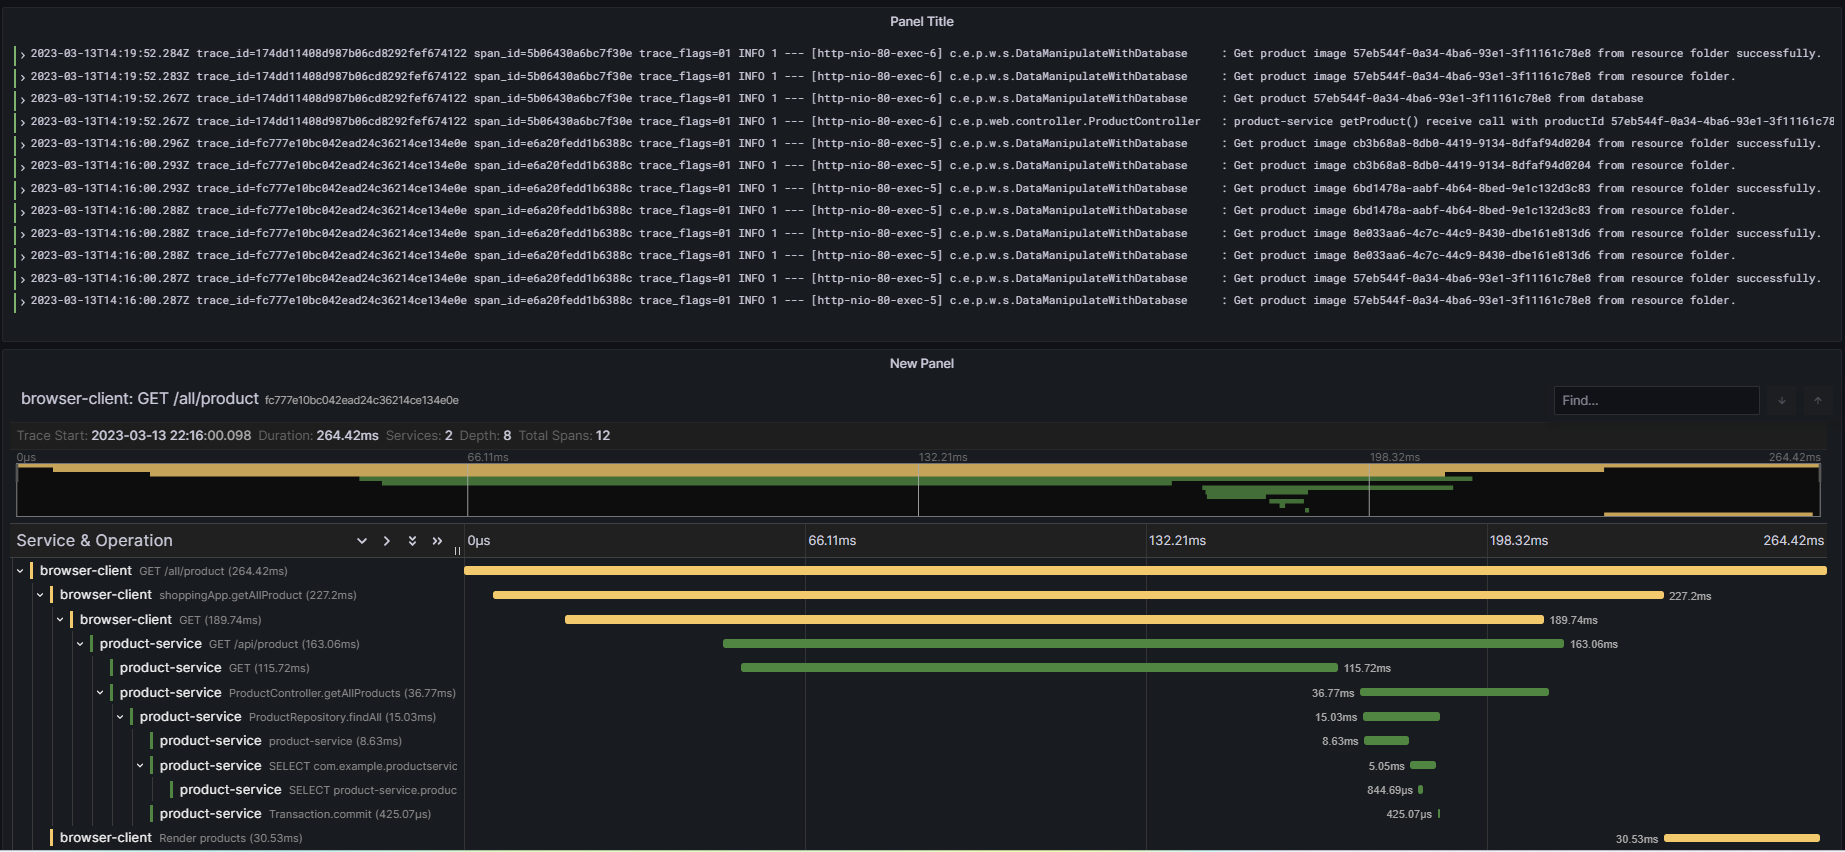 Panel Title
2023-03-13T14:19:52.284Z trace_id=174dd11408d987b06cd8292fef674122 span_id=5b06430a6bc7f30e trace_flags=01 INFO 1 --- [http-nio-80-exec-6] c.e.p.w.s.DataManipulateWithDatabase : Get product image 57eb544f-0a34-4ba6-93e1-3f11161c78e8 from resource folder successfully.
2023-03-13T14:19:52.283Z trace_id=174dd11408d987b06cd8292fef674122 span_id=5b06430a6bc7f30e trace_flags=01 INFO 1 --- [http-nio-80-exec-6] c.e.p.w.s.DataManipulateWithDatabase : Get product image 57eb544f-0a34-4ba6-93e1-3f11161c78e8 from resource folder.
2023-03-13T14:19:52.267Z trace_id=174dd11408d987b06cd8292fef674122 span_id=5b06430a6bc7f30e trace_flags=01 INFO 1 --- [http-nio-80-exec-6] c.e.p.w.s.DataManipulateWithDatabase : Get product 57eb544f-0a34-4ba6-93e1-3f11161c78e8 from database
2023-03-13T14:19:52.267Z trace_id=174dd11408d987b06cd8292fef674122 span_id=5b06430a6bc7f30e trace_flags=01 INFO 1 --- [http-nio-80-exec-6] c.e.p.web.controller.ProductController : product-service getProduct() receive call with productId 57eb544f-0a34-4ba6-93e1-3f11161c78
2023-03-13T14:16:00.296Z trace_id=fc777e10bc042ead24c36214ce134e0e span_id=e6a20fedd1b6388c trace_flags=01 INFO 1 --- [http-nio-80-exec-5] c.e.p.w.s.DataManipulateWithDatabase : Get product image cb3b68a8-8db0-4419-9134-8dfaf94d0204 from resource folder successfully.
2023-03-13T14:16:00.293Z trace_id=fc777e10bc042ead24c36214ce134e0e span_id=e6a20fedd1b6388c trace_flags=01 INFO 1 --- [http-nio-80-exec-5] c.e.p.w.s.DataManipulateWithDatabase : Get product image cb3b68a8-8db0-4419-9134-8dfaf94d0204 from resource folder.
2023-03-13T14:16:00.293Z trace_id=fc777e10bc042ead24c36214ce134e0e span_id=e6a20fedd1b6388c trace_flags=01 INFO 1 --- [http-nio-80-exec-5] c.e.p.w.s.DataManipulateWithDatabase : Get product image 6bd1478a-aabf-4b64-8bed-9e1c132d3c83 from resource folder successfully.
2023-03-13T14:16:00.288Z trace_id=fc777e10bc042ead24c36214ce134e0e span_id=e6a20fedd1b6388c trace_flags=01 INFO 1 --- [http-nio-80-exec-5] c.e.p.w.s.DataManipulateWithDatabase : Get product image 6bd1478a-aabf-4b64-8bed-9e1c132d3c83 from resource folder.
2023-03-13T14:16:00.288Z trace_id=fc777e10bc042ead24c36214ce134e0e span_id=e6a20fedd1b6388c trace_flags=01 INFO 1 --- [http-nio-80-exec-5] c.e.p.w.s.DataManipulateWithDatabase : Get product image 8e033aa6-4c7c-44c9-8430-dbe161e813d6 from resource folder successfully.
2023-03-13T14:16:00.288Z trace_id=fc777e10bc042ead24c36214ce134e0e span_id=e6a20fedd1b6388c trace_flags=01 INFO 1 --- [http-nio-80-exec-5] c.e.p.w.s.DataManipulateWithDatabase : Get product image 8e033aa6-4c7c-44c9-8430-dbe161e813d6 from resource folder.
2023-03-13T14:16:00.287Z trace_id=fc777e10bc042ead24c36214ce134e0e span_id=e6a20fedd1b6388c trace_flags=01 INFO 1 --- [http-nio-80-exec-5] c.e.p.w.s.DataManipulateWithDatabase : Get product image 57eb544f-0a34-4ba6-93e1-3f11161c78e8 from resource folder successfully.
2023-03-13T14:16:00.287Z trace_id=fc777e10bc042ead24c36214ce134e0e span_id=e6a20fedd1b6388c trace_flags=01 INFO 1 --- [http-nio-80-exec-5] c.e.p.w.s.DataManipulateWithDatabase : Get product image 57eb544f-0a34-4ba6-93e1-3f11161c78e8 from resource folder.
New Panel
browser-client: GET /all/product fc777e10bc042ead24c36214ce134e0e Find...
Trace Start: 2023-03-13 22:16:00.098 Duration: 264.42ms Services: 2 Depth: 8 Total Spans: 12
0μs 66.11ms 132.21ms 198.32ms 264.42ms
Service & Operation 0μs 66.11ms 132.21ms 198.32ms 264.42ms
browser-client GET /all/product (264.42ms)
browser-client shoppingApp.getAllProduct (227.2ms) 227.2ms
browser-client GET (189.74ms) 189.74ms
product-service GET /api/product (163.06ms) 163.06ms
product-service GET (115.72ms) 115.72ms
product-service ProductController.getAllProducts (36.77ms) 36.77ms
product-service ProductRepository.findAll (15.03ms) 15.03ms
product-service product-service (8.63ms) 8.63ms
product-service SELECT com.example.productservic 5.05ms
product-service SELECT product-service.produc 844.69μs
product-service Transaction.commit (425.07μs) 425.07μs
browser-client Render products (30.53ms) 30.53ms